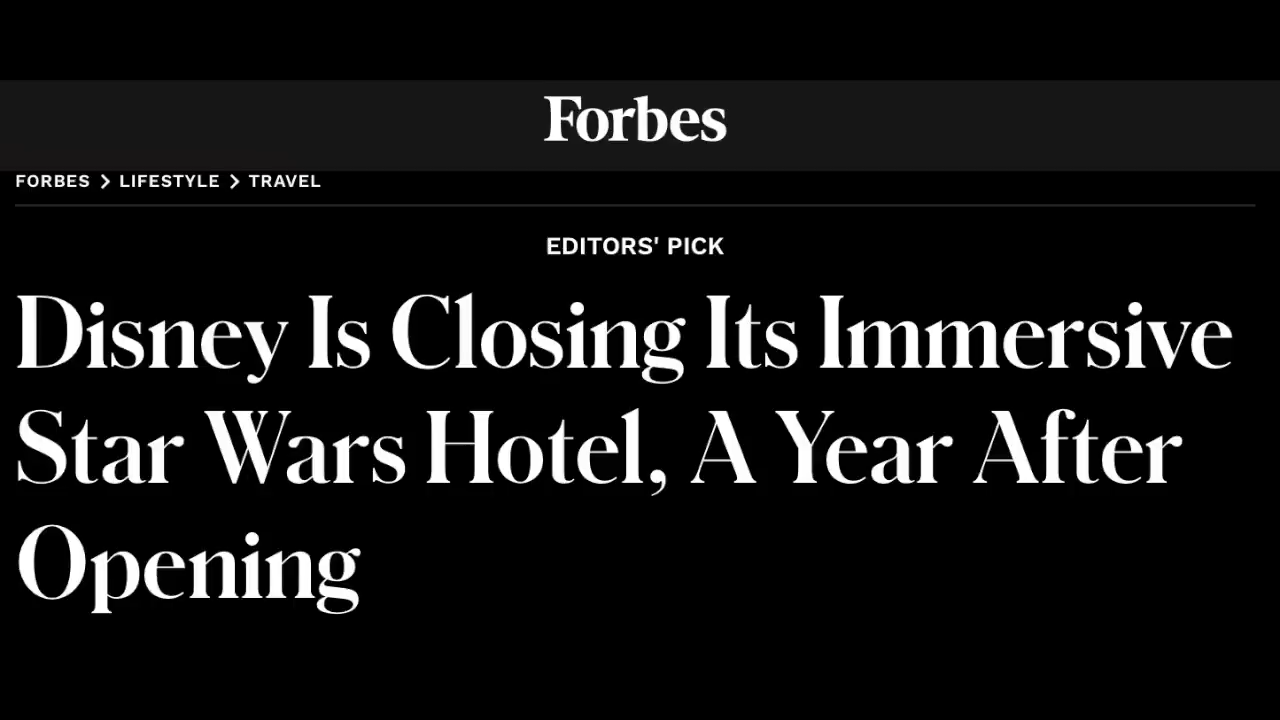 Forbes
FORBES > LIFESTYLE > TRAVEL
EDITORS' PICK
Disney Is Closing Its Immersive
Star Wars Hotel, A Year After
Opening